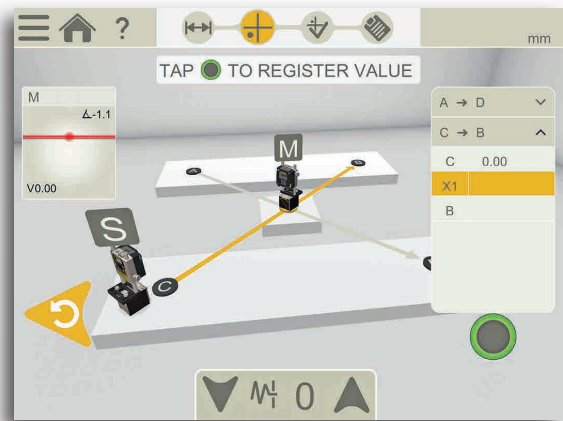 ?
mm
TAP TO REGISTER VALUE
M
∡-1.1
V0.00
A → D
C → B
C 0.00
X1
B
M
A
B
S
C
0